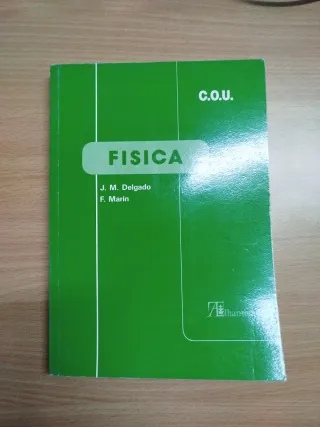 C.O.U.
FISICA
J. M. Delgado
F. Marín